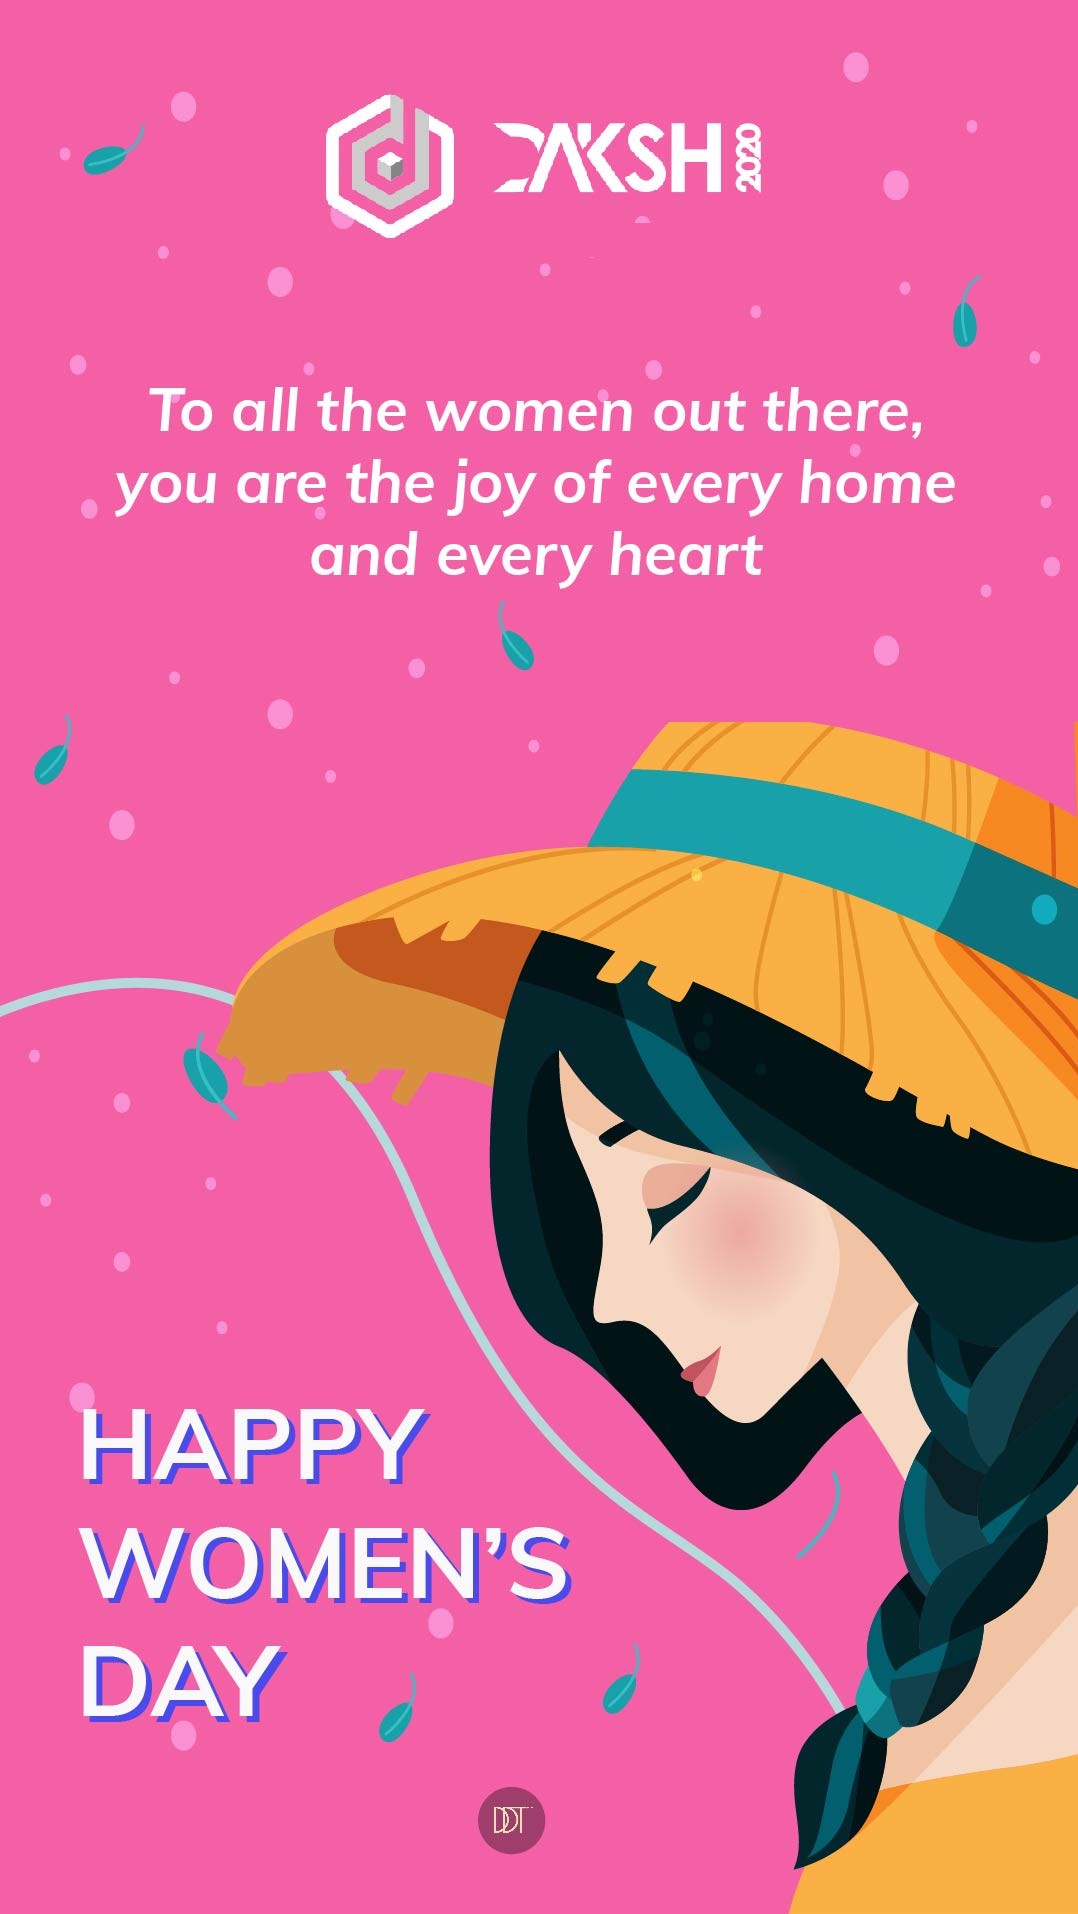 DAKSH 2020
To all the women out there,
you are the joy of every home
and every heart
HAPPY
WOMEN'S
DAY
DDT